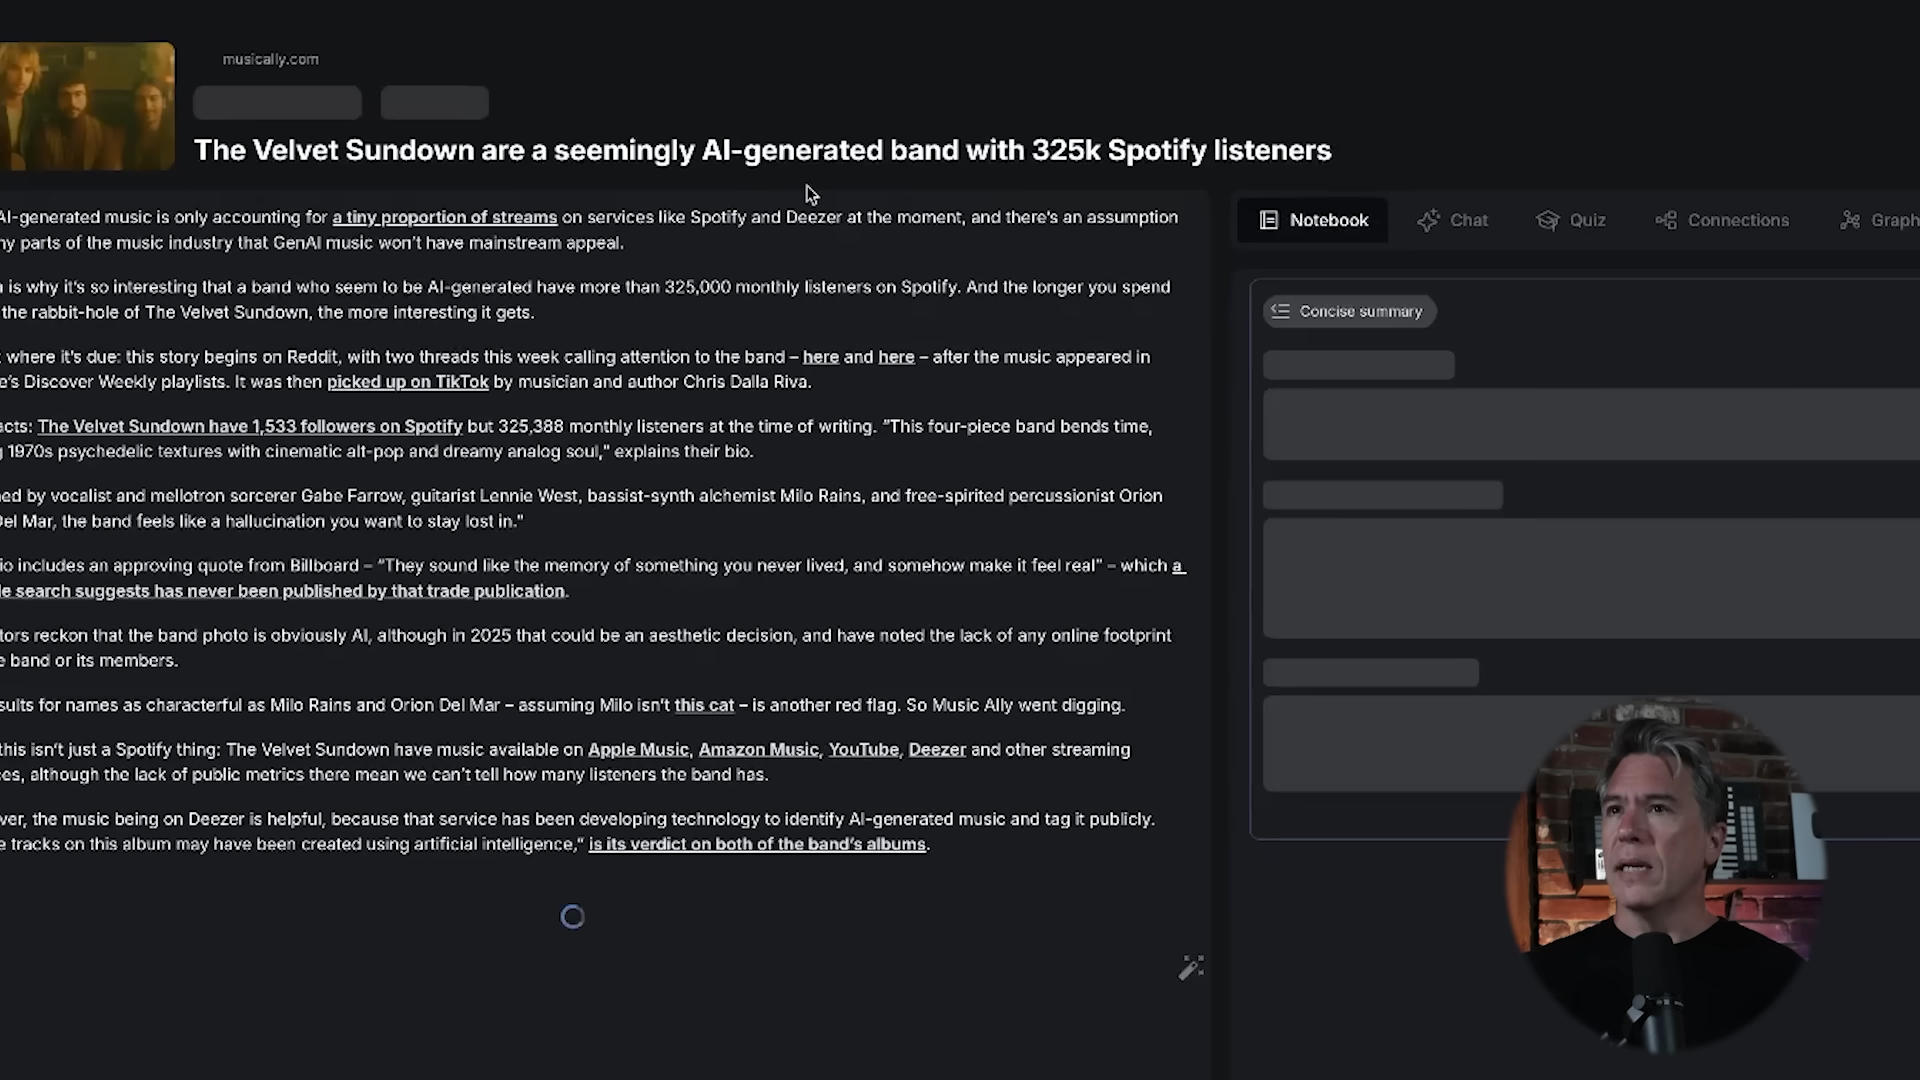 musically.com
The Velvet Sundown are a seemingly AI-generated band with 325k Spotify listeners
AI-generated music is only accounting for a tiny proportion of streams on services like Spotify and Deezer at the moment, and there's an assumption
ny parts of the music industry that GenAI music won't have mainstream appeal.
is why it's so interesting that a band who seem to be AI-generated have more than 325,000 monthly listeners on Spotify. And the longer you spend
the rabbit-hole of The Velvet Sundown, the more interesting it gets.
where it's due: this story begins on Reddit, with two threads this week calling attention to the band – here and here – after the music appeared in
e's Discover Weekly playlists. It was then picked up on TikTok by musician and author Chris Dalla Riva.
acts: The Velvet Sundown have 1,533 followers on Spotify but 325,388 monthly listeners at the time of writing. "This four-piece band bends time,
g 1970s psychedelic textures with cinematic alt-pop and dreamy analog soul," explains their bio.
ed by vocalist and mellotron sorcerer Gabe Farrow, guitarist Lennie West, bassist-synth alchemist Milo Rains, and free-spirited percussionist Orion
Del Mar, the band feels like a hallucination you want to stay lost in."
io includes an approving quote from Billboard – "They sound like the memory of something you never lived, and somehow make it feel real" – which a
le search suggests has never been published by that trade publication.
tors reckon that the band photo is obviously AI, although in 2025 that could be an aesthetic decision, and have noted the lack of any online footprint
e band or its members.
sults for names as characterful as Milo Rains and Orion Del Mar – assuming Milo isn't this cat – is another red flag. So Music Ally went digging.
this isn't just a Spotify thing: The Velvet Sundown have music available on Apple Music, Amazon Music, YouTube, Deezer and other streaming
ces, although the lack of public metrics there mean we can't tell how many listeners the band has.
ver, the music being on Deezer is helpful, because that service has been developing technology to identify AI-generated music and tag it publicly.
e tracks on this album may have been created using artificial intelligence," is its verdict on both of the band's albums.
Notebook
Chat
Quiz
Connections
Graph
Concise summary